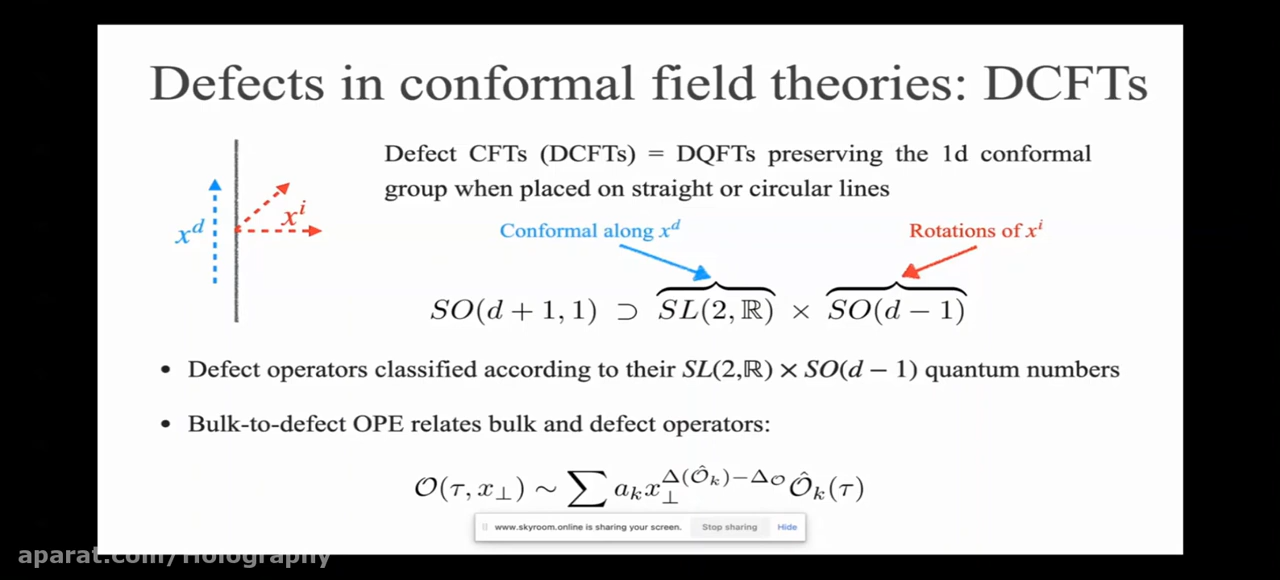 Defects in conformal field theories: DCFTs
Defect CFTs (DCFTs) = DQFTs preserving the 1d conformal
group when placed on straight or circular lines
x^d
x^i
Conformal along x^d
Rotations of x^i
SO(d + 1, 1) ⊃ SL(2, ℝ) × SO(d − 1)
• Defect operators classified according to their SL(2,ℝ) × SO(d − 1) quantum numbers
• Bulk-to-defect OPE relates bulk and defect operators:
𝒪(τ, x_⊥) ∼ ∑ a_k x_⊥^{Δ(𝒪̂_k)−Δ_𝒪} 𝒪̂_k(τ)
www.skyroom.online is sharing your screen. Stop sharing Hide
aparat.com/Holography